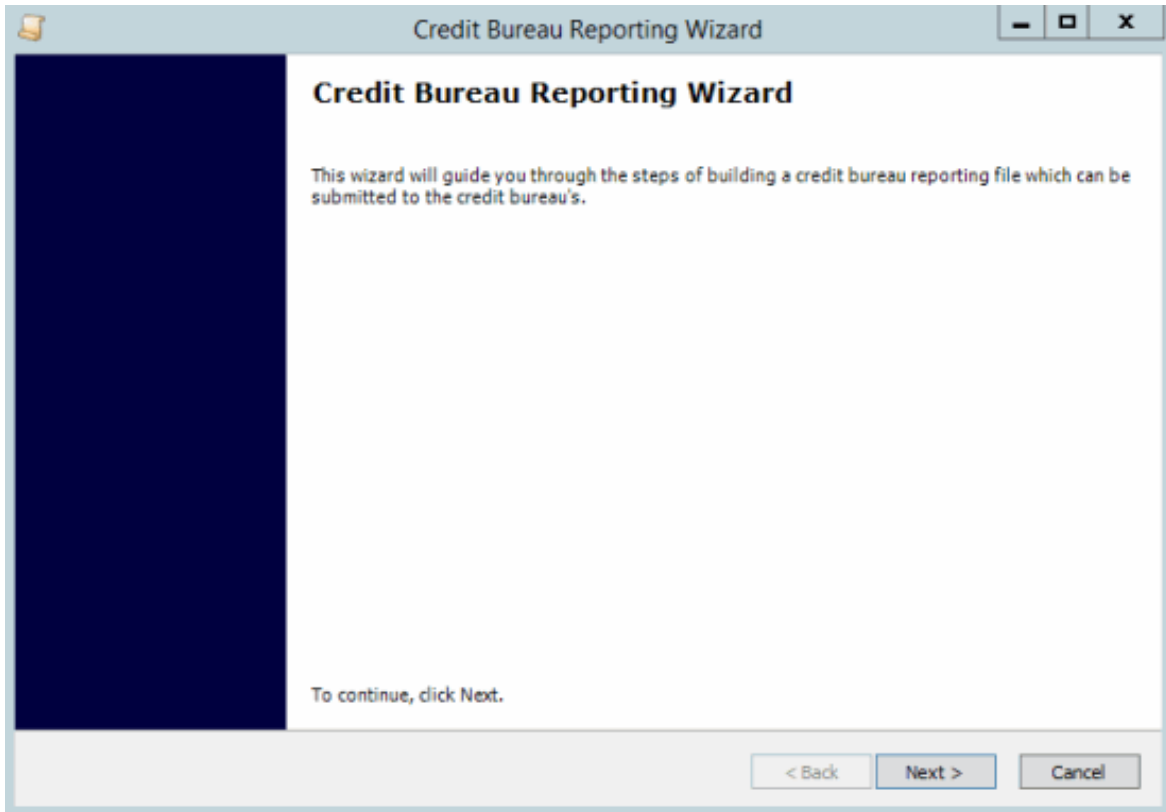 Credit Bureau Reporting Wizard
Credit Bureau Reporting Wizard
This wizard will guide you through the steps of building a credit bureau reporting file which can be
submitted to the credit bureau's.
To continue, click Next.
< Back Next > Cancel